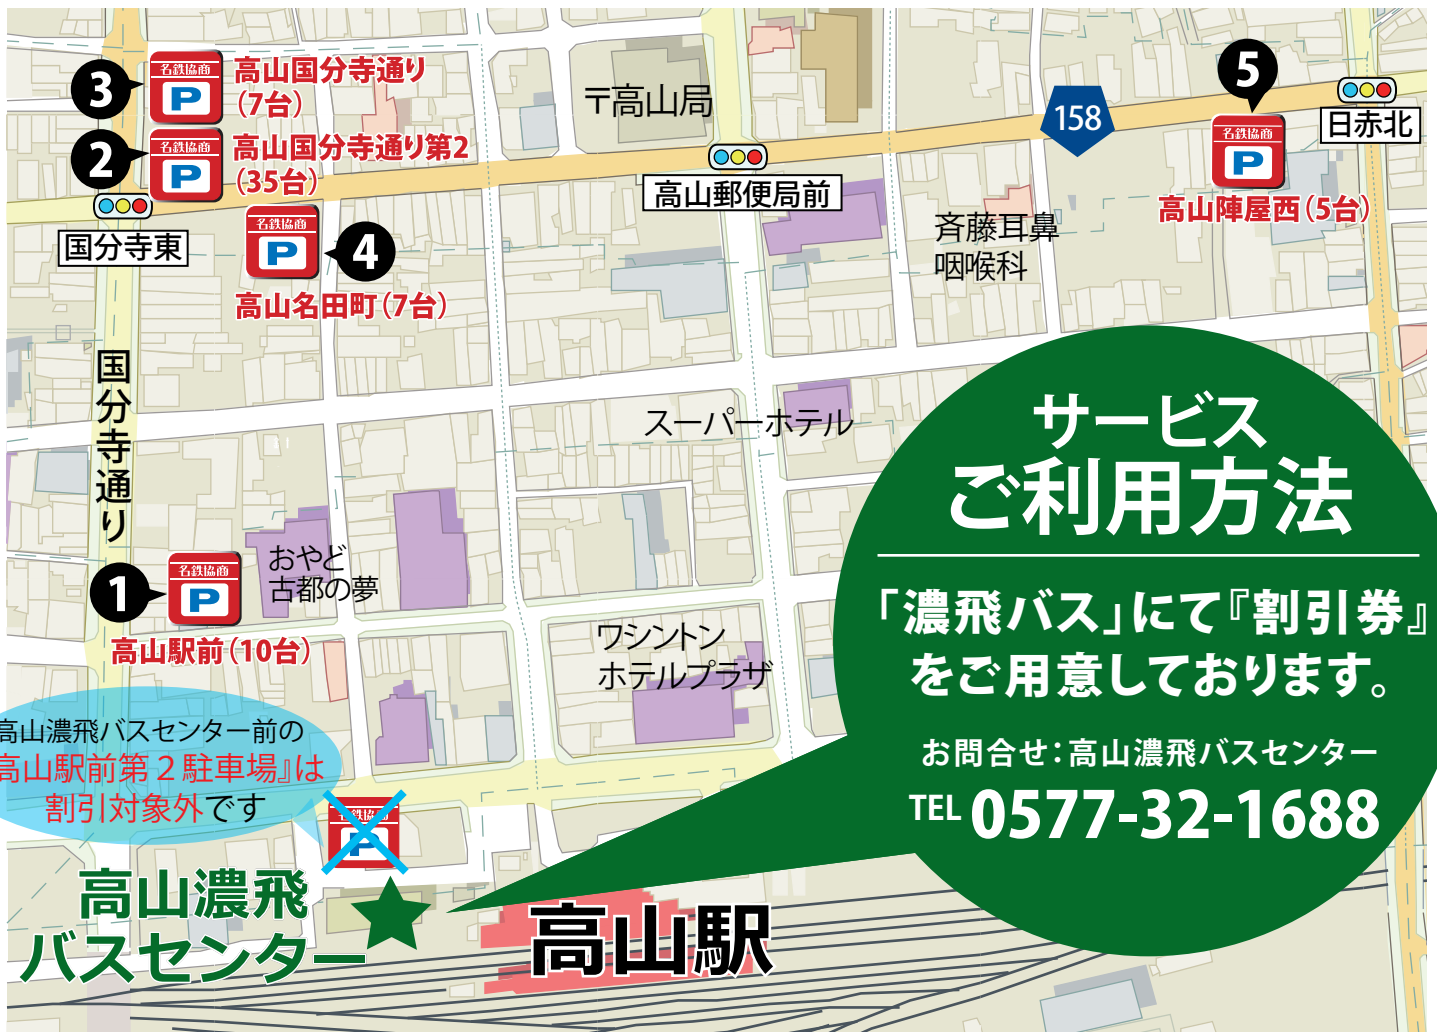 3
名鉄協商
P
高山国分寺通り
(7台)
2
名鉄協商
P
高山国分寺通り第2
(35台)
国分寺東
名鉄協商
P
4
高山名田町(7台)
〒高山局
高山郵便局前
158
5
名鉄協商
P
高山陣屋西(5台)
日赤北
斉藤耳鼻
咽喉科
国分寺通り
スーパーホテル
おやど
古都の夢
1
名鉄協商
P
高山駅前(10台)
ワシントン
ホテルプラザ
高山濃飛バスセンター前の
高山駅前第2駐車場』は
割引対象外です
名鉄協商
P
高山濃飛
バスセンター
高山駅
サービス
ご利用方法
「濃飛バス」にて『割引券』
をご用意しております。
お問合せ:高山濃飛バスセンター
TEL 0577-32-1688